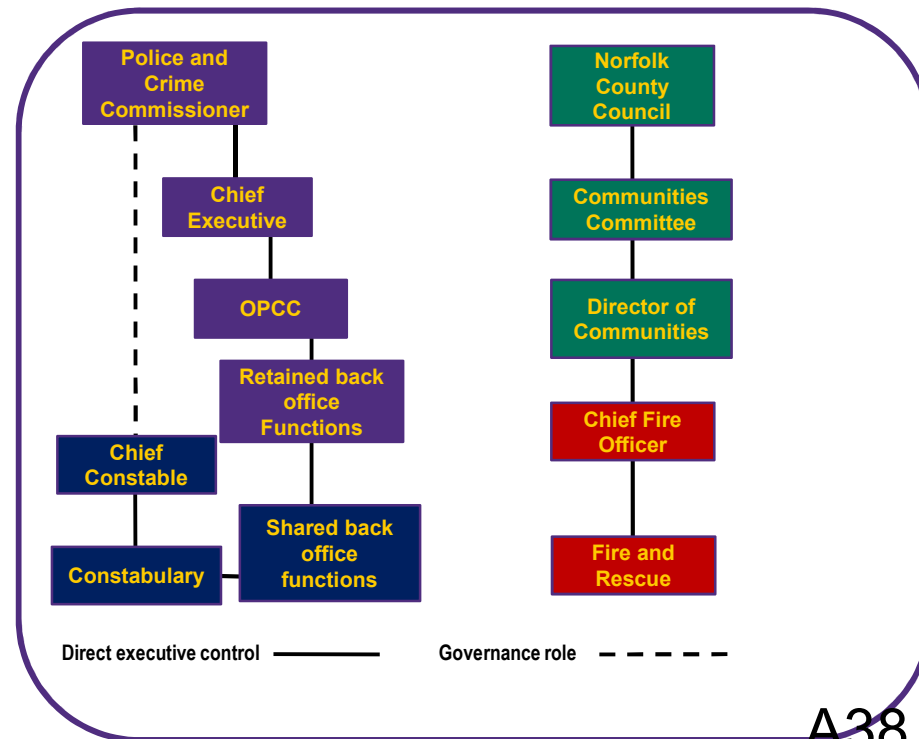 Police and
Crime
Commissioner
Chief
Executive
OPCC
Retained back
office
Functions
Chief
Constable
Shared back
office
functions
Constabulary
Norfolk
County
Council
Communities
Committee
Director of
Communities
Chief Fire
Officer
Fire and
Rescue
Direct executive control
Governance role
A38